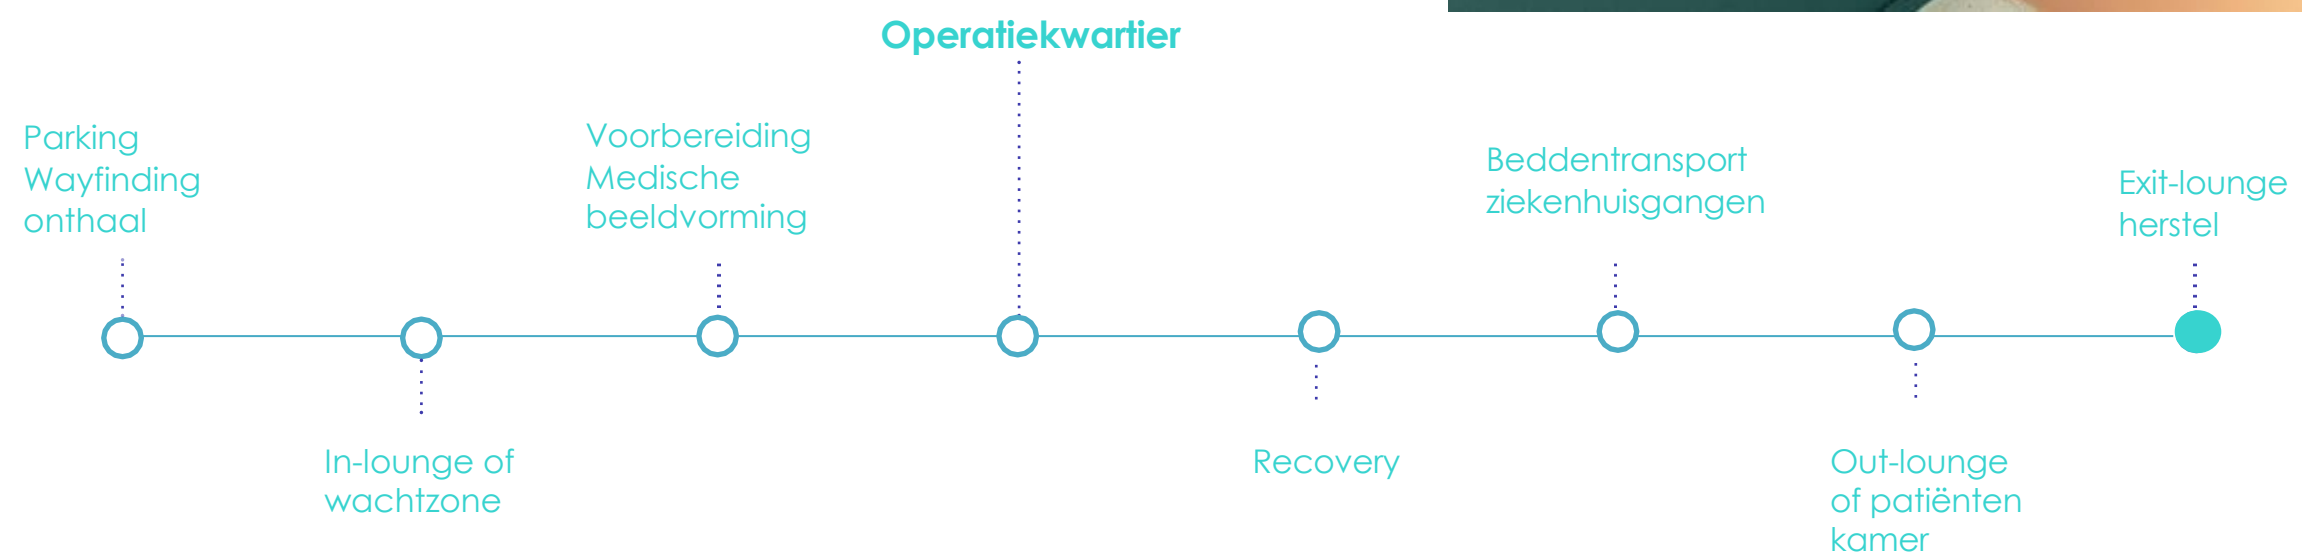 Operatiekwartier
Parking
Wayfinding
onthaal
In-lounge of
wachtzone
Voorbereiding
Medische
beeldvorming
Recovery
Beddentransport
ziekenhuisgangen
Out-lounge
of patiënten
kamer
Exit-lounge
herstel